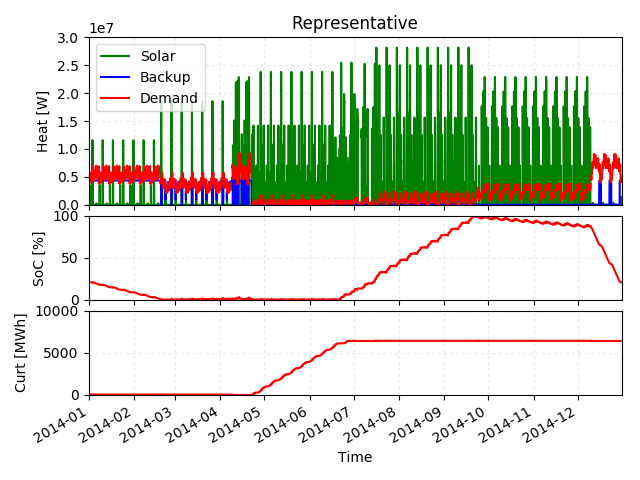 Representative
1e7
3.0
2.5
2.0
1.5
1.0
0.5
0.0
Heat [W]
Solar
Backup
Demand
100
50
0
SoC [%]
10000
5000
0
Curt [MWh]
2014-01
2014-02
2014-03
2014-04
2014-05
2014-06
2014-07
2014-08
2014-09
2014-10
2014-11
2014-12
Time